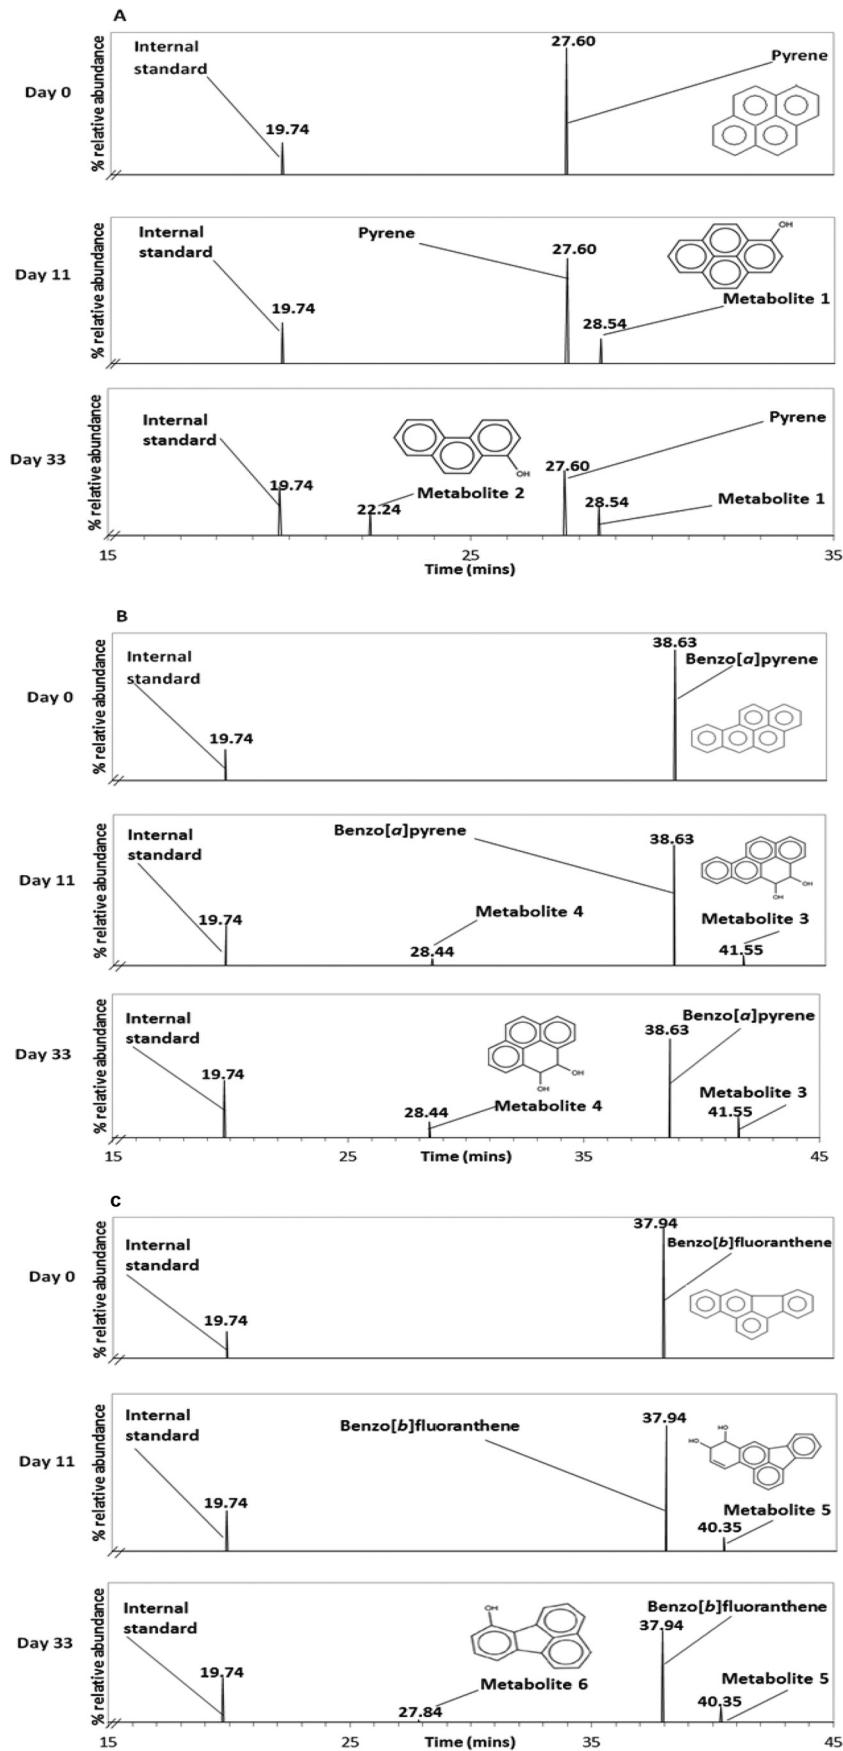 A
% relative abundance
Day 0
Internal
standard
19.74
27.60
Pyrene
% relative abundance
Day 11
Internal
standard
19.74
Pyrene
27.60
28.54
OH
Metabolite 1
% relative abundance
Day 33
Internal
standard
19.74
22.24
OH
Metabolite 2
27.60
Pyrene
28.54
Metabolite 1
15
25
35
Time (mins)
B
% relative abundance
Day 0
Internal
standard
19.74
38.63
Benzo[a]pyrene
% relative abundance
Day 11
Internal
standard
19.74
Benzo[a]pyrene
28.44
Metabolite 4
38.63
OH
OH
Metabolite 3
41.55
% relative abundance
Day 33
Internal
standard
19.74
28.44
OH
OH
Metabolite 4
38.63
Benzo[a]pyrene
Metabolite 3
41.55
15
25
Time (mins)
35
45
C
% relative abundance
Day 0
Internal
standard
19.74
37.94
Benzo[b]fluoranthene
% relative abundance
Day 11
Internal
standard
19.74
Benzo[b]fluoranthene
37.94
HO
HO
Metabolite 5
40.35
% relative abundance
Day 33
Internal
standard
19.74
OH
Metabolite 6
27.84
Benzo[b]fluoranthene
37.94
Metabolite 5
40.35
15
25
Time (mins)
35
45